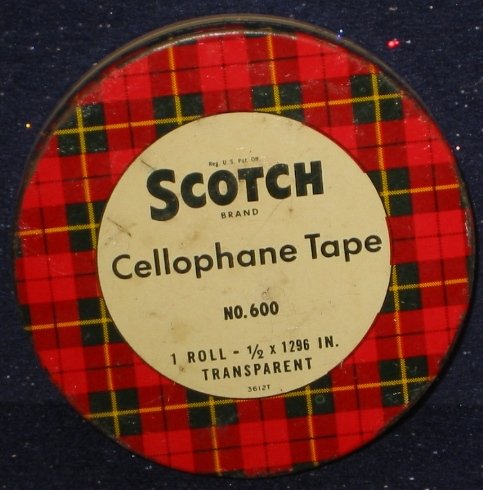 Reg. U. S. Pat. Off.
SCOTCH
BRAND
Cellophane Tape
NO. 600
1 ROLL - 1/2 x 1296 IN.
TRANSPARENT
3612T